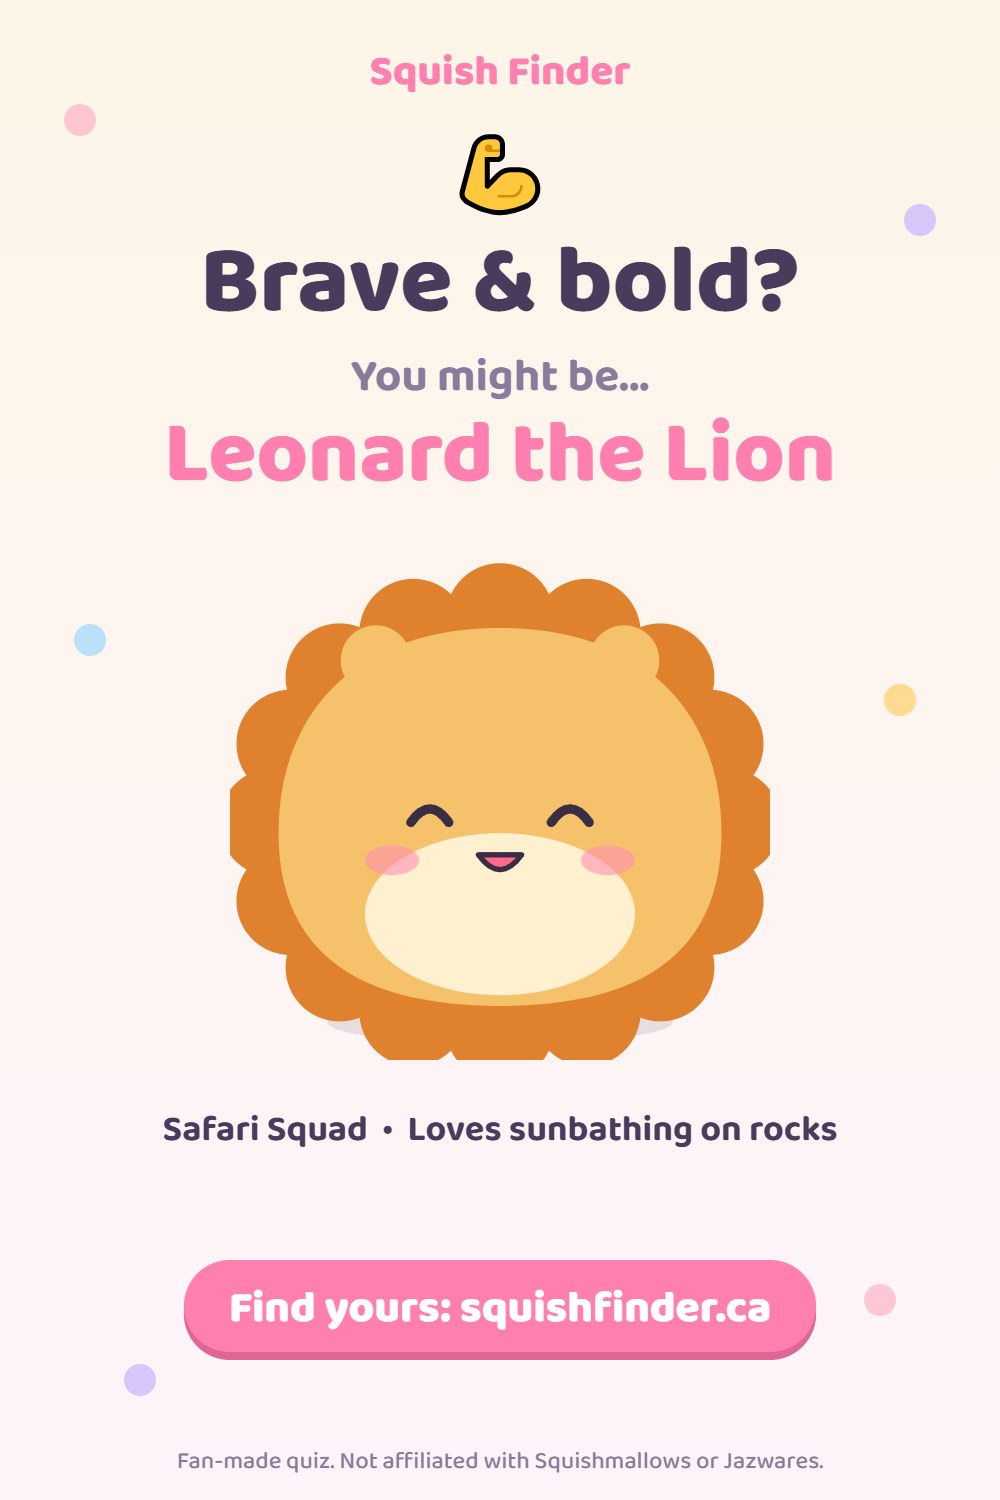 Squish Finder
Brave & bold?
You might be...
Leonard the Lion
Safari Squad • Loves sunbathing on rocks
Find yours: squishfinder.ca
Fan-made quiz. Not affiliated with Squishmallows or Jazwares.